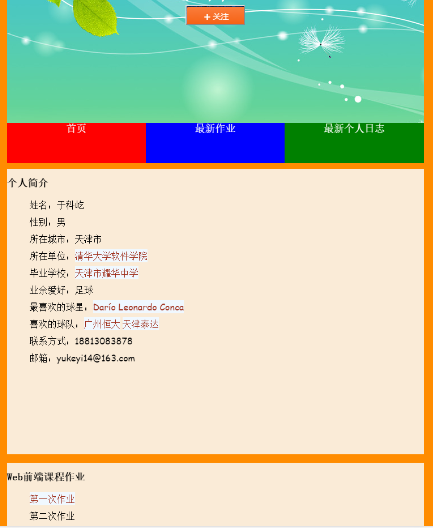 + 关注
首页
最新作业
最新个人日志
个人简介
姓名，于科屹
性别，男
所在城市，天津市
所在单位，清华大学软件学院
毕业学校，天津市耀华中学
业余爱好，足球
最喜欢的球星，Darío Leonardo Conca
喜欢的球队，广州恒大,天津泰达
联系方式，18813083878
邮箱，yukeyi14@163.com
Web前端课程作业
第一次作业
第二次作业